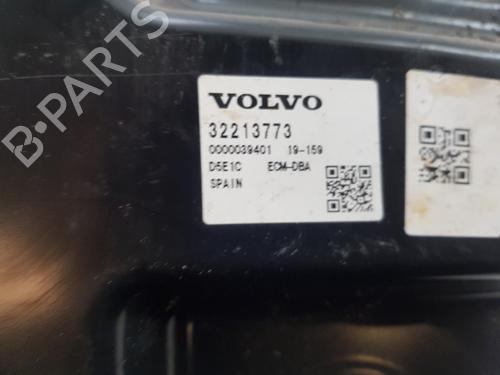 VOLVO
32213773
0000039401 19-159
D5E1C ECM-DBA
SPAIN
B-PARTS